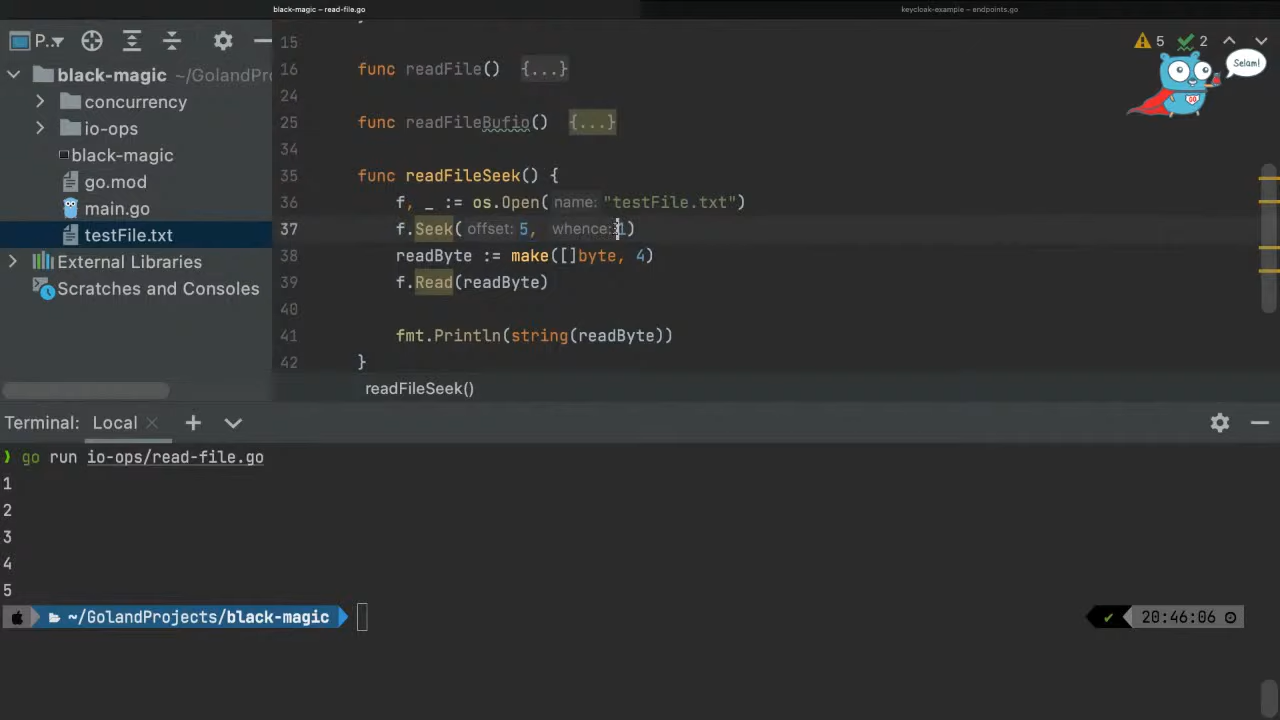 black-magic – read-file.go
keycloak-example – endpoints.go
P...
black-magic ~/GolandPro
concurrency
io-ops
black-magic
go.mod
main.go
testFile.txt
External Libraries
Scratches and Consoles
15
16 func readFile() {...}
24
25 func readFileBufio() {...}
34
35 func readFileSeek() {
36 f, _ := os.Open( name: "testFile.txt")
37 f.Seek( offset: 5, whence: 1)
38 readByte := make([]byte, 4)
39 f.Read(readByte)
40
41 fmt.Println(string(readByte))
42 }
readFileSeek()
5 2
Selam!
Terminal: Local
❯ go run io-ops/read-file.go
1
2
3
4
5
~/GolandProjects/black-magic
✔ 20:46:06